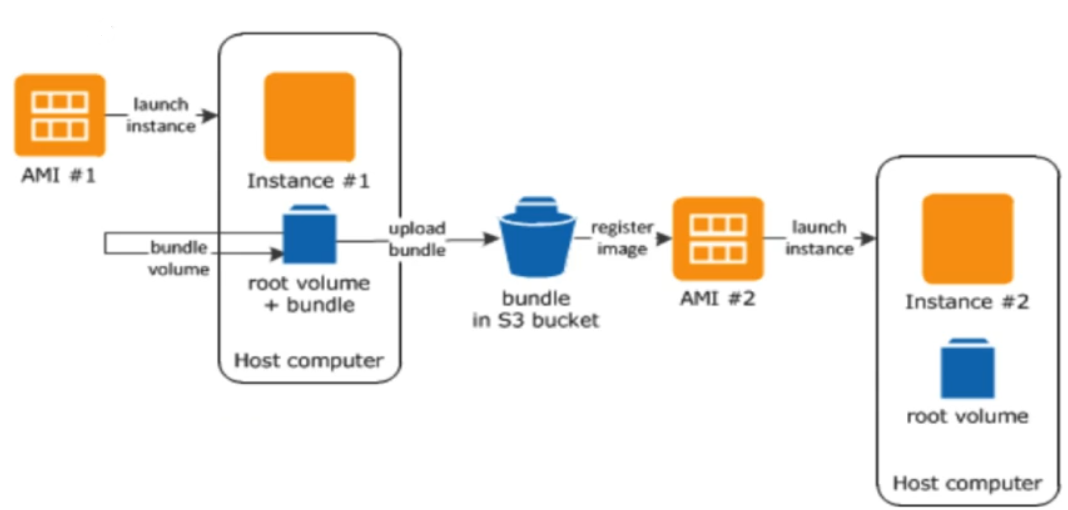 AMI #1
launch
instance
Instance #1
bundle
volume
root volume
+ bundle
Host computer
upload
bundle
bundle
in S3 bucket
register
image
AMI #2
launch
instance
Instance #2
root volume
Host computer